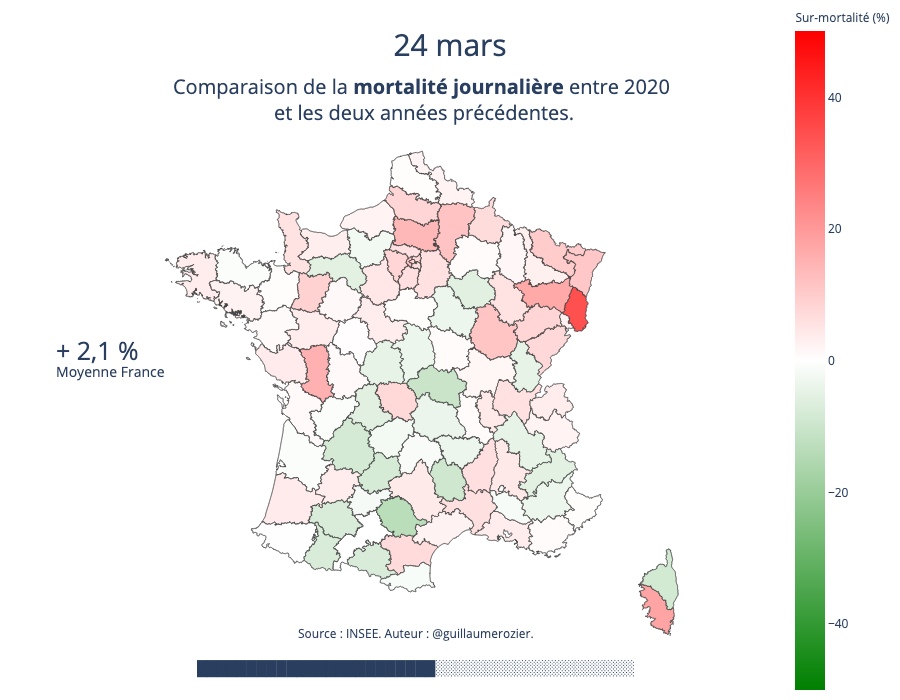 Sur-mortalité (%)
24 mars
Comparaison de la mortalité journalière entre 2020
et les deux années précédentes.
40
20
0
−20
−40
+ 2,1 %
Moyenne France
Source : INSEE. Auteur : @guillaumerozier.